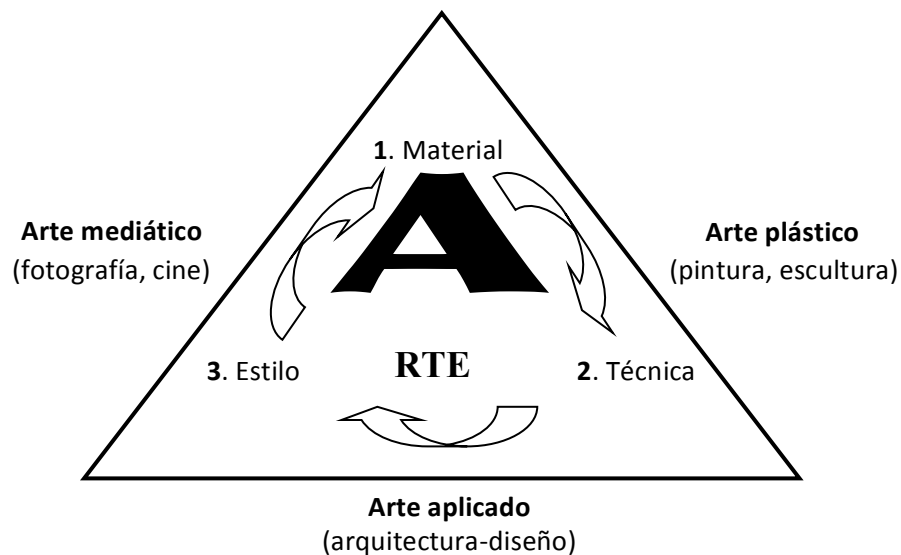 1. Material
A
Arte mediático
(fotografía, cine)
Arte plástico
(pintura, escultura)
3. Estilo
RTE
2. Técnica
Arte aplicado
(arquitectura-diseño)